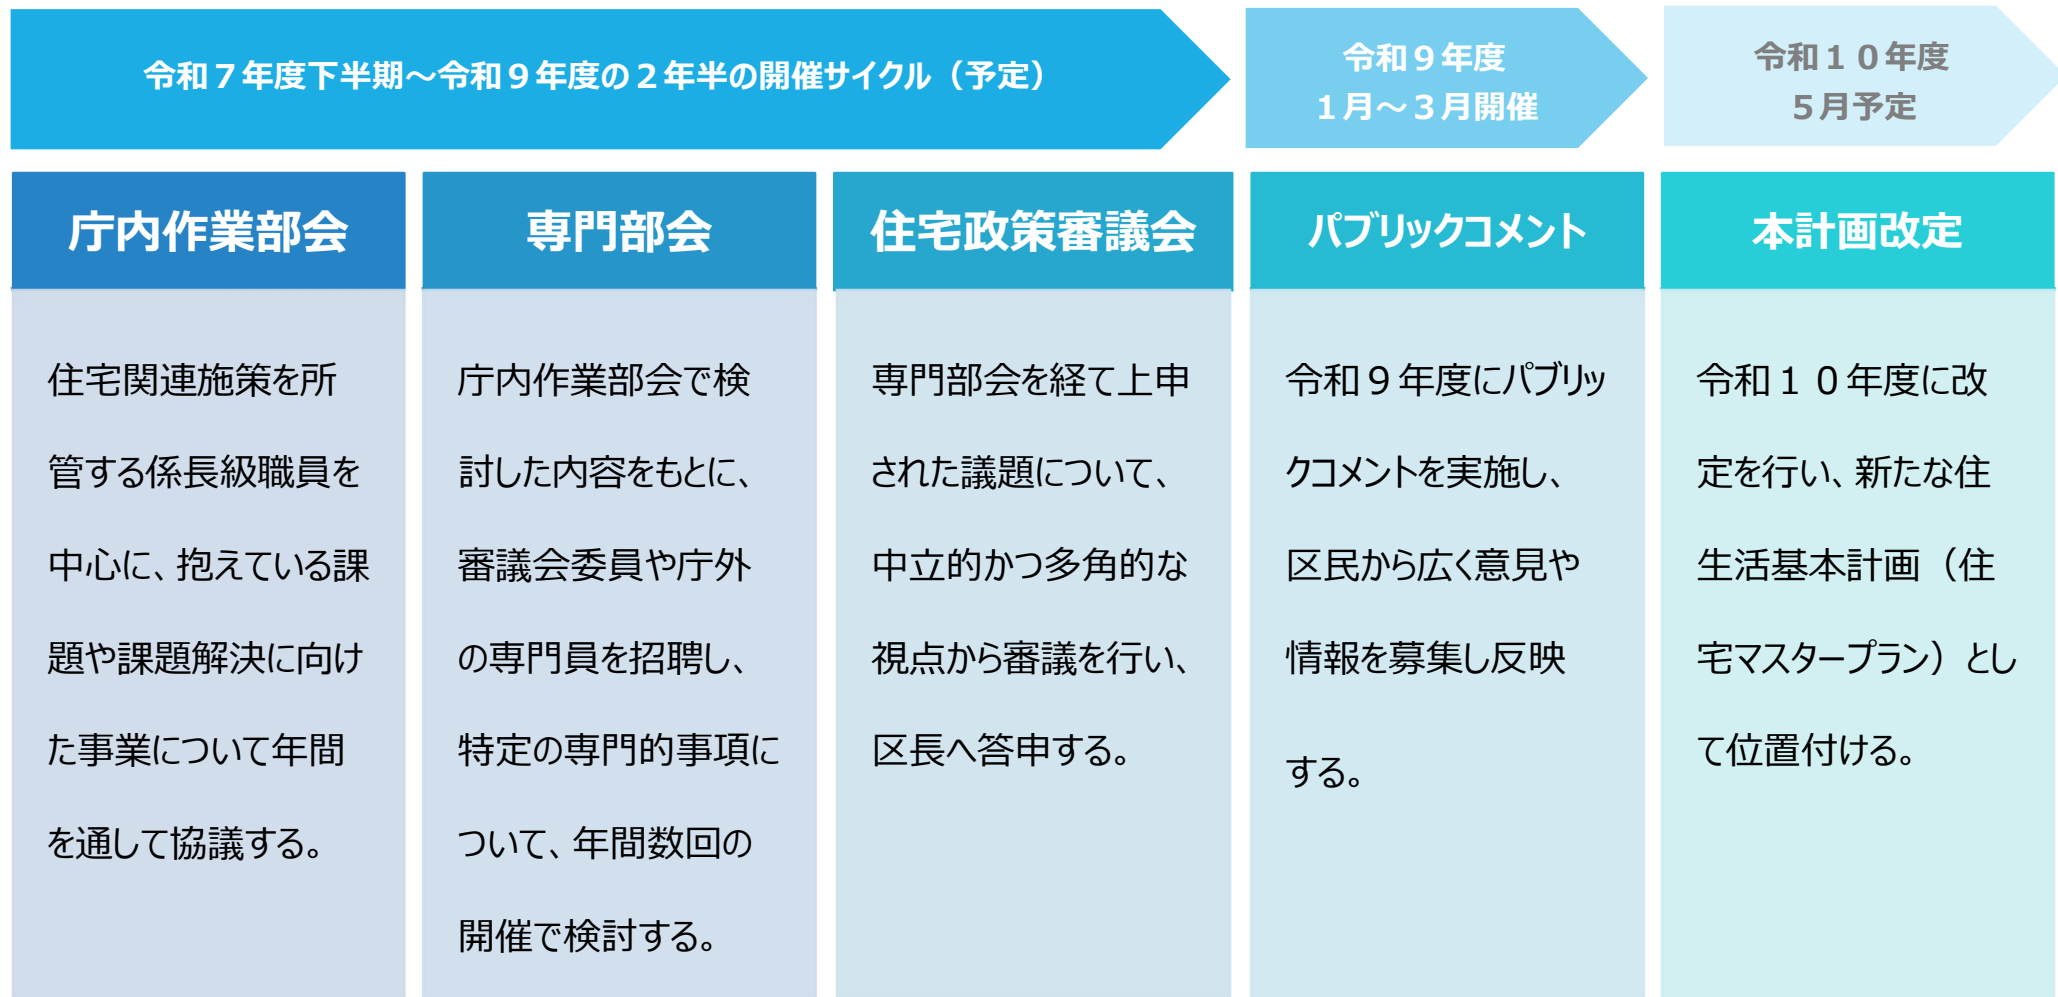 令和７年度下半期～令和９年度の２年半の開催サイクル（予定）
令和９年度
１月～３月開催
令和１０年度
５月予定
庁内作業部会
住宅関連施策を所
管する係長級職員を
中心に、抱えている課
題や課題解決に向け
た事業について年間
を通して協議する。
専門部会
庁内作業部会で検
討した内容をもとに、
審議会委員や庁外
の専門員を招聘し、
特定の専門的事項に
ついて、年間数回の
開催で検討する。
住宅政策審議会
専門部会を経て上申
された議題について、
中立的かつ多角的な
視点から審議を行い、
区長へ答申する。
パブリックコメント
令和９年度にパブリッ
クコメントを実施し、
区民から広く意見や
情報を募集し反映
する。
本計画改定
令和１０年度に改
定を行い、新たな住
生活基本計画（住
宅マスタープラン）とし
て位置付ける。